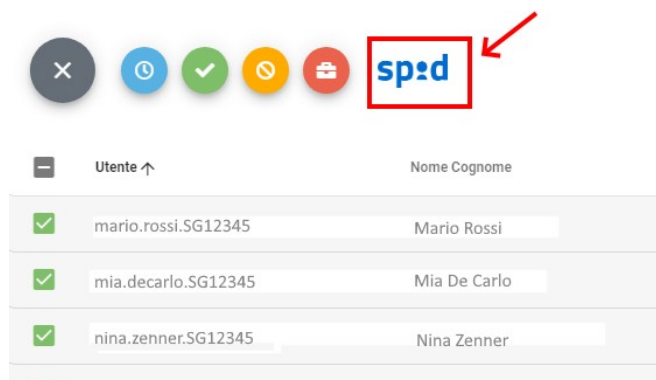 spid
Utente Nome Cognome
mario.rossi.SG12345 Mario Rossi
mia.decarlo.SG12345 Mia De Carlo
nina.zenner.SG12345 Nina Zenner